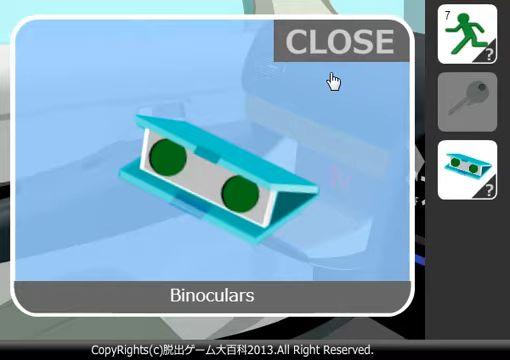 CLOSE
7
?
?
N
Binoculars
CopyRights(c)脱出ゲーム大百科2013.All Right Reserved.